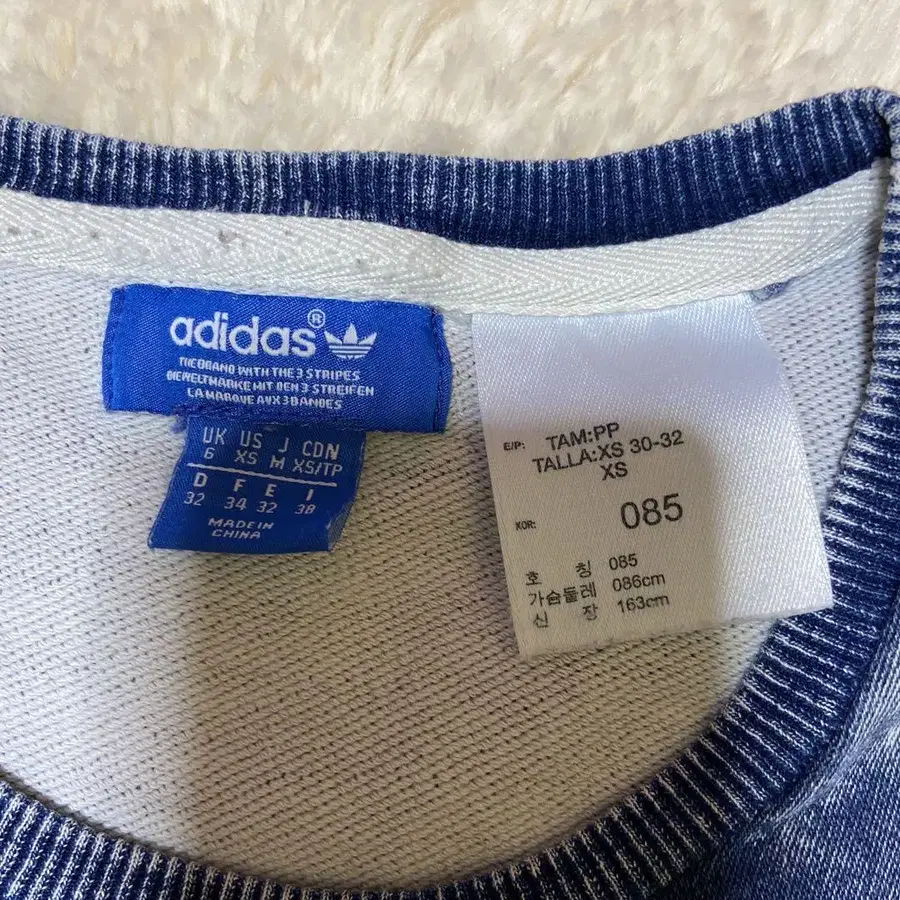 adidas®
THE BRAND WITH THE 3 STRIPES
DIE WELTMARKE MIT DEN 3 STREIFEN
LA MARQUE AUX 3 BANDES
UK US J CDN
6 XS M XS/TP
D F E I
32 34 32 38
MADE IN
CHINA
E/P: TAM:PP
TALLA:XS 30-32
XS
KOR: 085
호 칭 085
가슴둘레 086cm
신 장 163cm